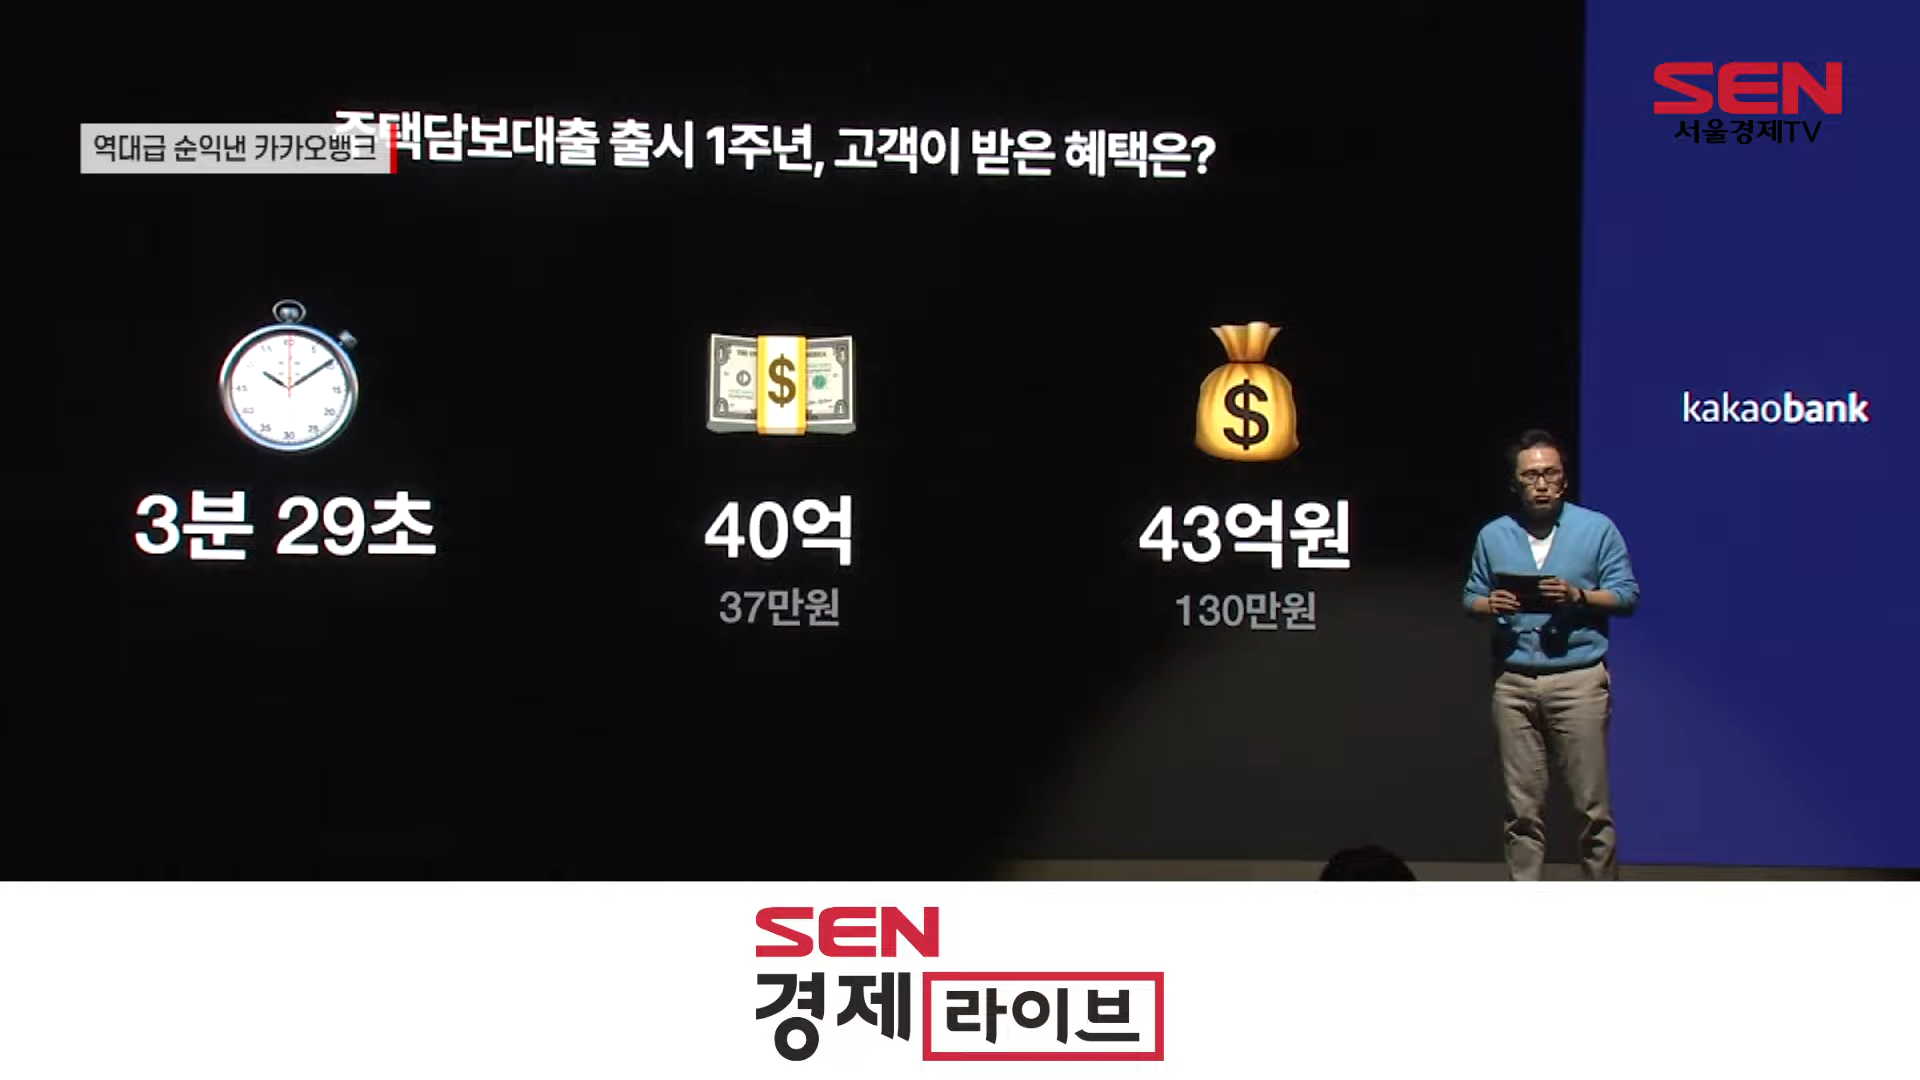 주택담보대출 출시 1주년, 고객이 받은 혜택은?
역대급 순익낸 카카오뱅크
SEN
서울경제TV
kakaobank
3분 29초
40억
37만원
43억원
130만원
SEN
경제 라이브